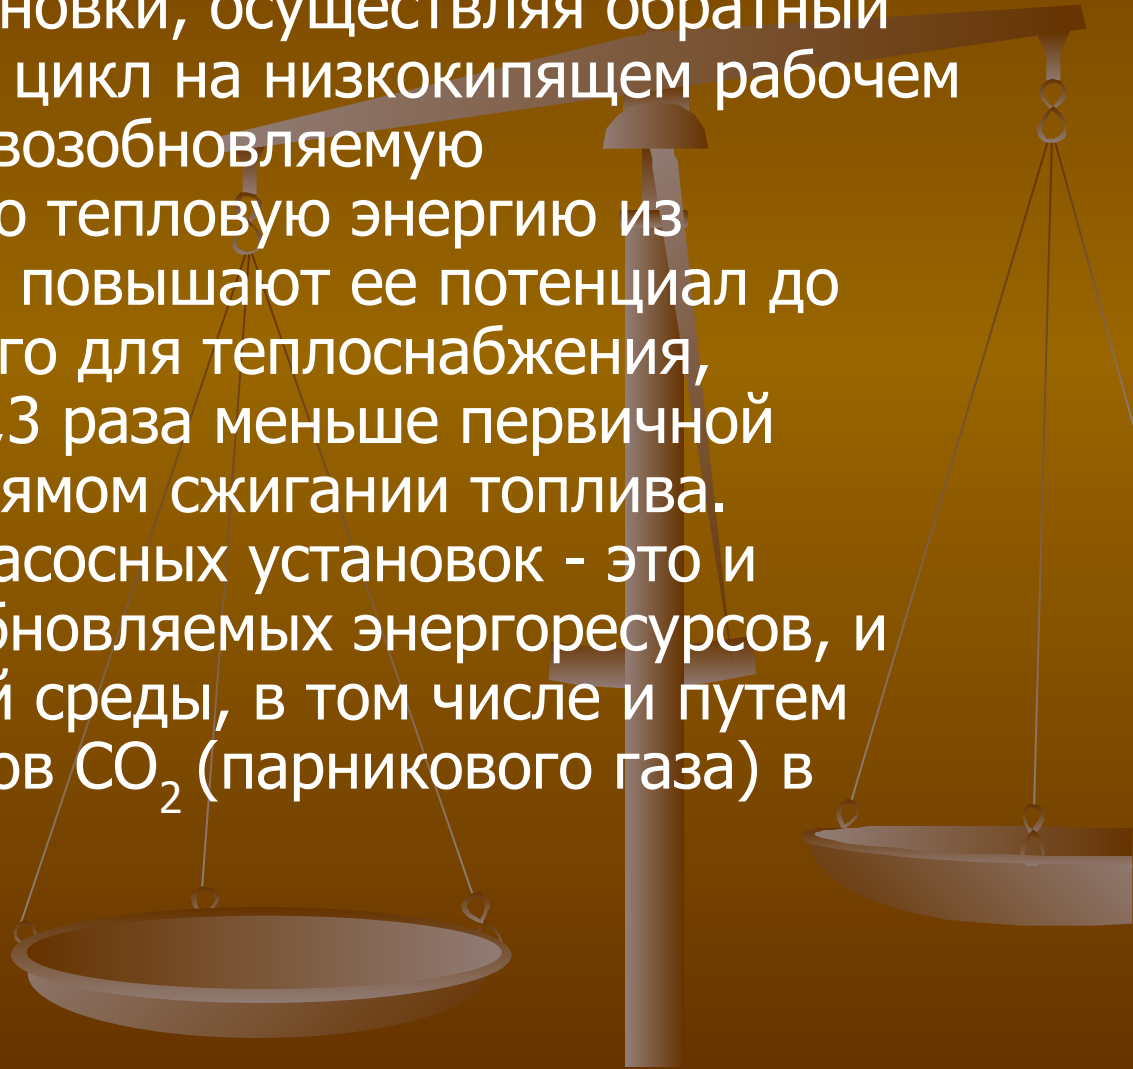 новки, осуществляя обратный
цикл на низкокипящем рабочем
возобновляемую
о тепловую энергию из
повышают ее потенциал до
го для теплоснабжения,
,3 раза меньше первичной
ямом сжигании топлива.
асосных установок - это и
бновляемых энергоресурсов, и
й среды, в том числе и путем
ов CO₂ (парникового газа) в